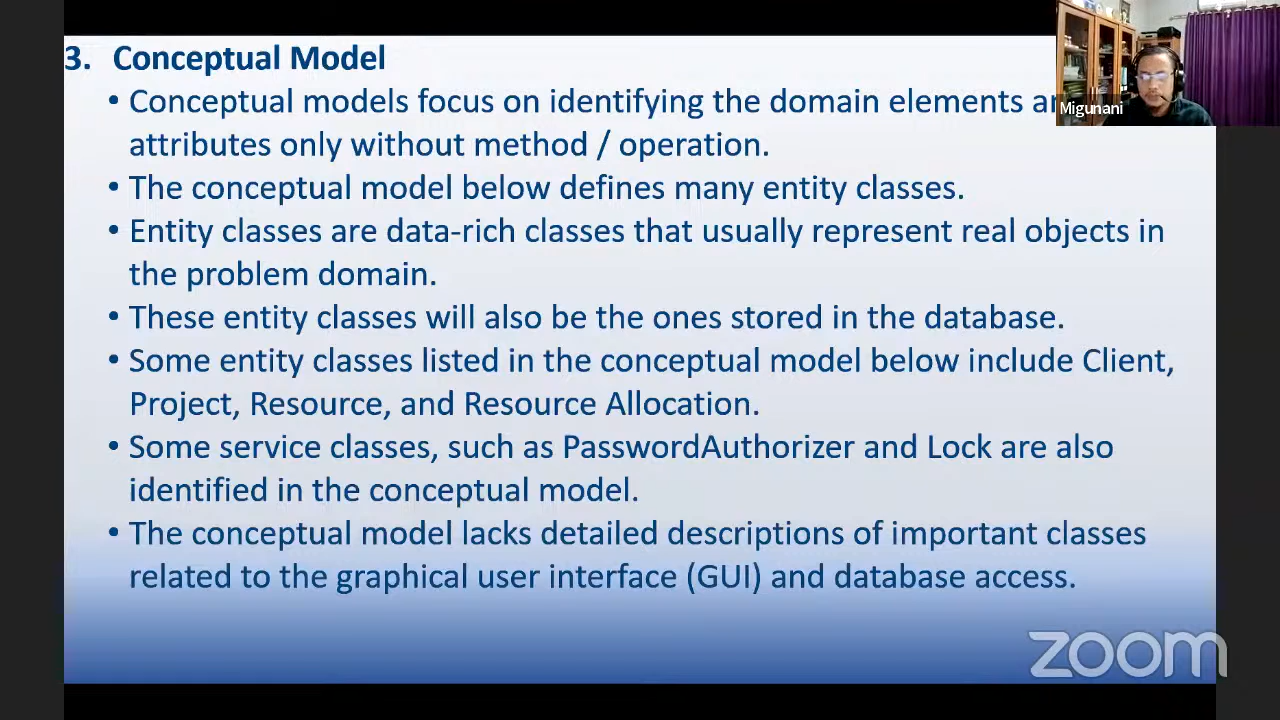 3. Conceptual Model
• Conceptual models focus on identifying the domain elements
attributes only without method / operation.
• The conceptual model below defines many entity classes.
• Entity classes are data-rich classes that usually represent real objects in
the problem domain.
• These entity classes will also be the ones stored in the database.
• Some entity classes listed in the conceptual model below include Client,
Project, Resource, and Resource Allocation.
• Some service classes, such as PasswordAuthorizer and Lock are also
identified in the conceptual model.
• The conceptual model lacks detailed descriptions of important classes
related to the graphical user interface (GUI) and database access.
Migunani
zoom